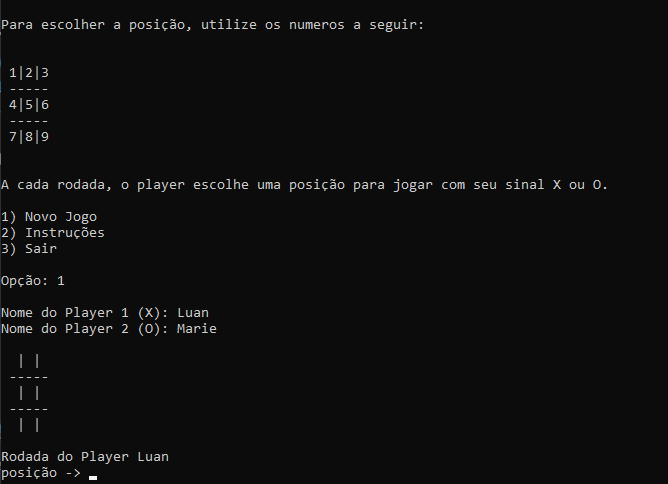 Para escolher a posição, utilize os numeros a seguir:
1|2|3
-----
4|5|6
-----
7|8|9
A cada rodada, o player escolhe uma posição para jogar com seu sinal X ou O.
1) Novo Jogo
2) Instruções
3) Sair
Opção: 1
Nome do Player 1 (X): Luan
Nome do Player 2 (O): Marie
 | |
-----
 | |
-----
 | |
Rodada do Player Luan
posição ->